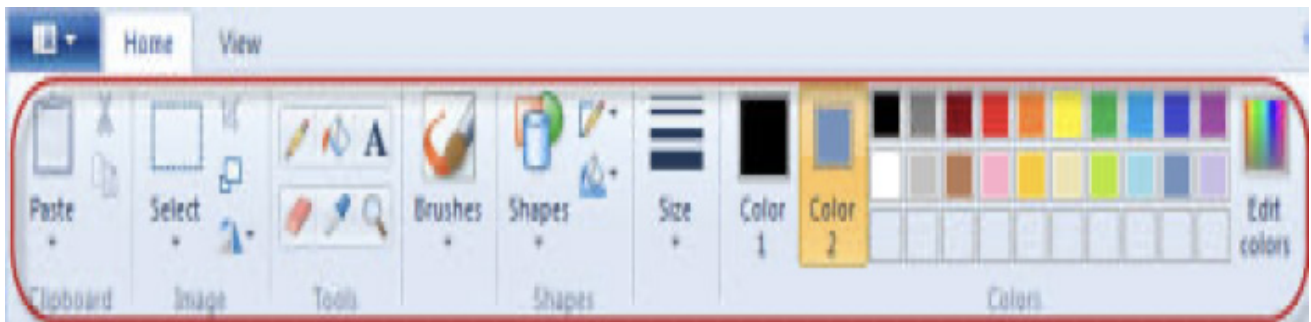 Home View
A
Paste Select Brushes Shapes Size Color 1 Color 2 Edit colors
Clipboard Image Tools Shapes Colors